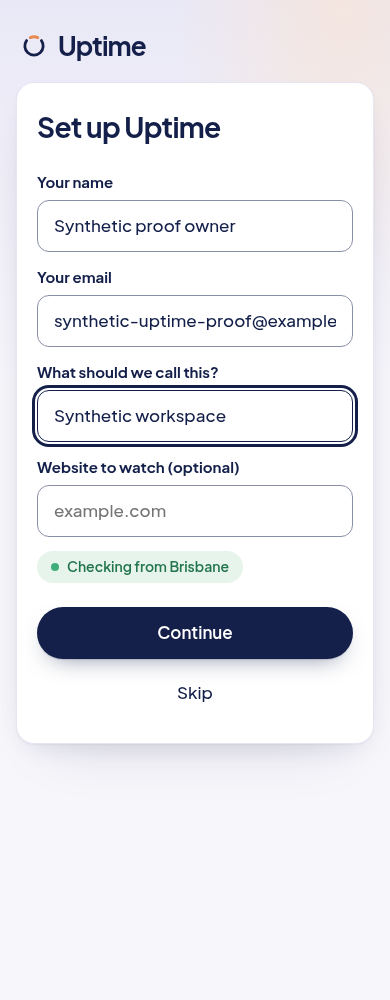 Uptime
Set up Uptime
Your name
Synthetic proof owner
Your email
synthetic-uptime-proof@example
What should we call this?
Synthetic workspace
Website to watch (optional)
example.com
Checking from Brisbane
Continue
Skip